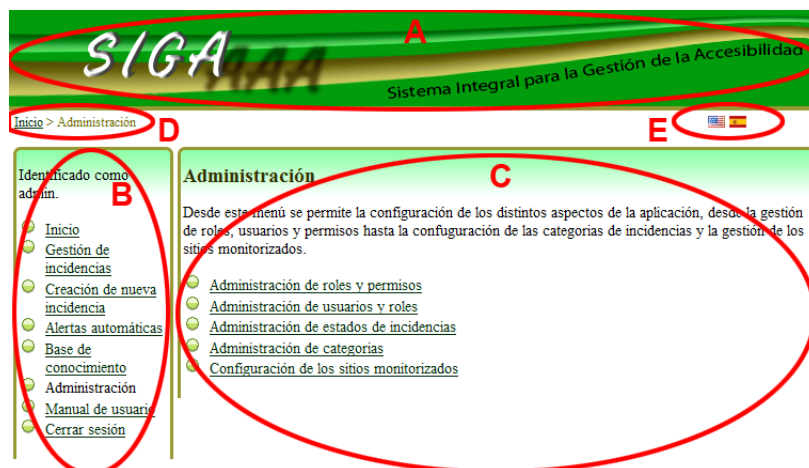 A
SIGA
AAA
Sistema Integral para la Gestión de la Accesibilidad
Inicio > Administración
D
E
B
Identificado como
admin.
Inicio
Gestión de
incidencias
Creación de nueva
incidencia
Alertas automáticas
Base de
conocimiento
Administración
Manual de usuario
Cerrar sesión
C
Administración
Desde este menú se permite la configuración de los distintos aspectos de la aplicación, desde la gestión
de roles, usuarios y permisos hasta la confuguración de las categorias de incidencias y la gestión de los
sitios monitorizados.
Administración de roles y permisos
Administración de usuarios y roles
Administración de estados de incidencias
Administración de categorias
Configuración de los sitios monitorizados